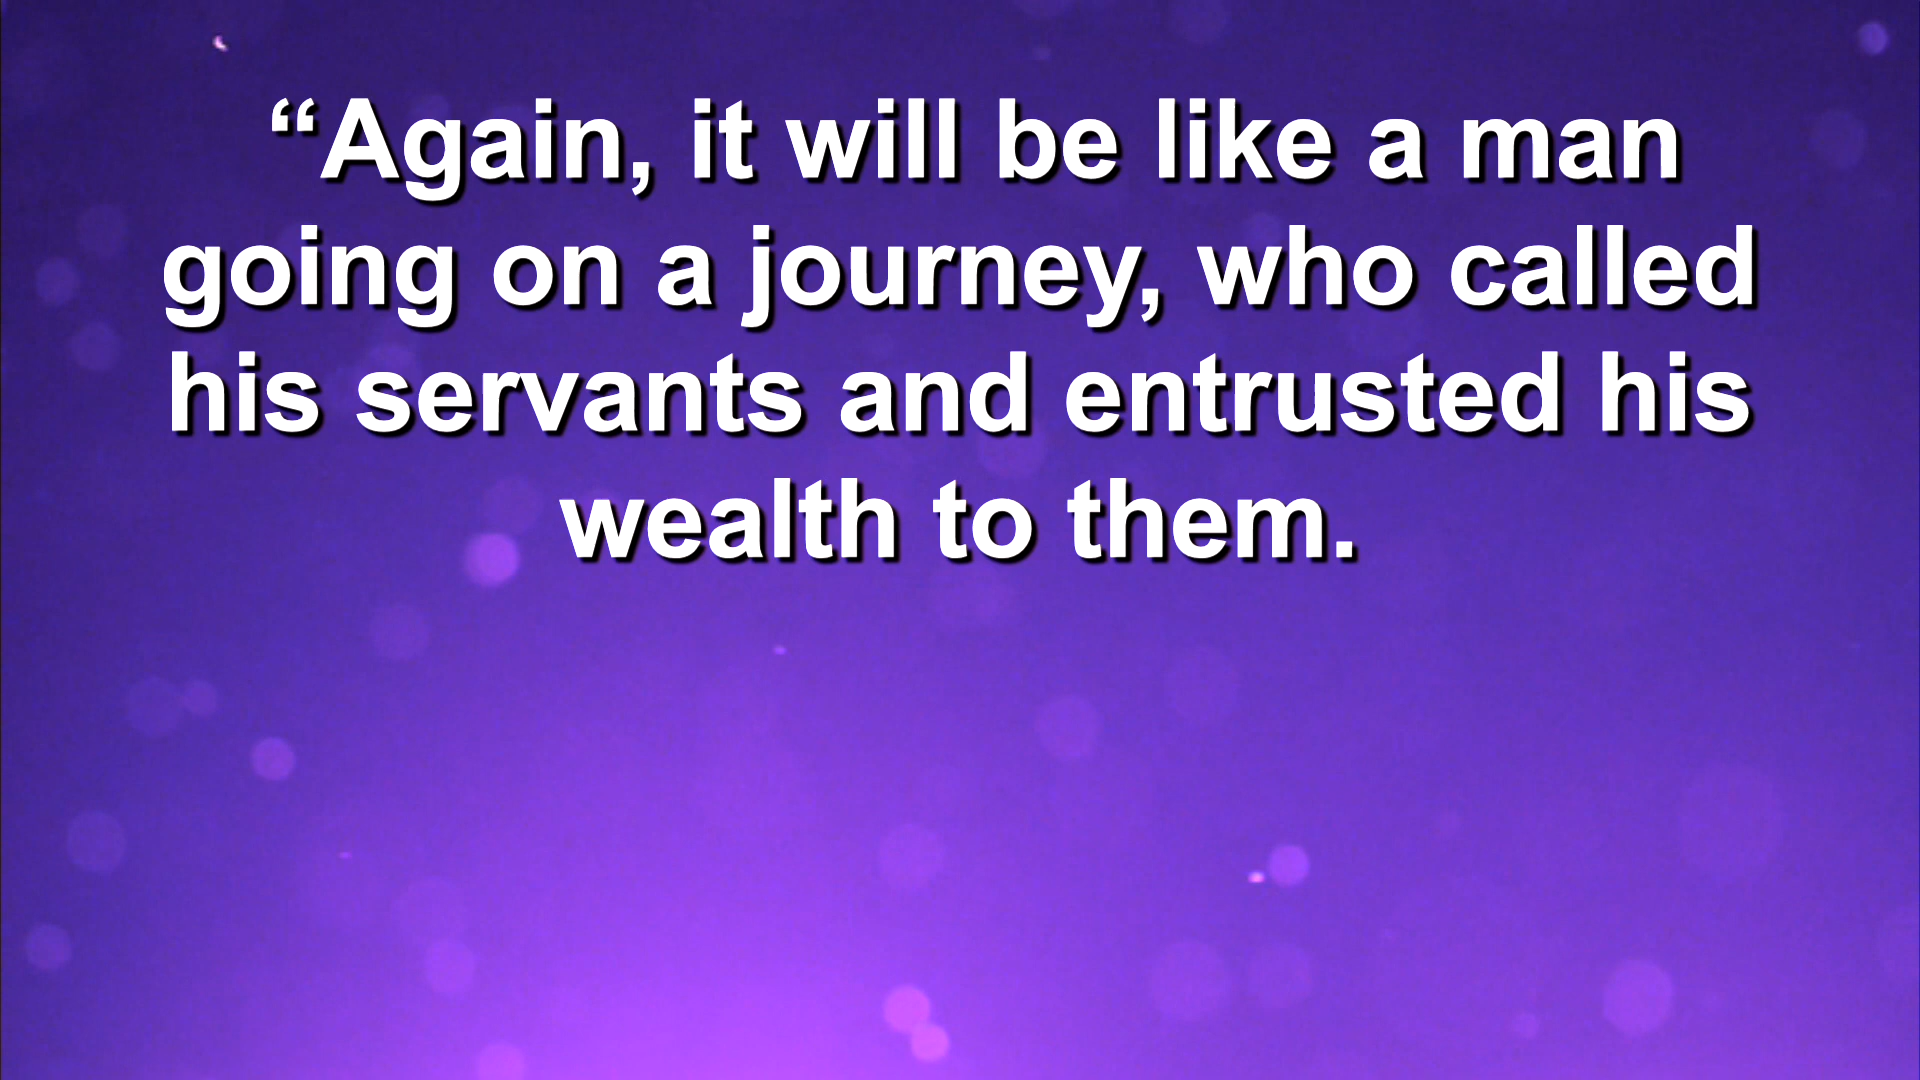 “Again, it will be like a man
going on a journey, who called
his servants and entrusted his
wealth to them.